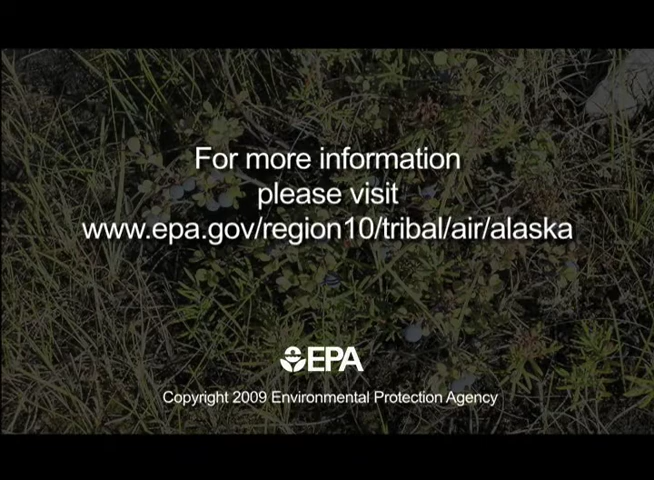 For more information
please visit
www.epa.gov/region10/tribal/air/alaska
EPA
Copyright 2009 Environmental Protection Agency